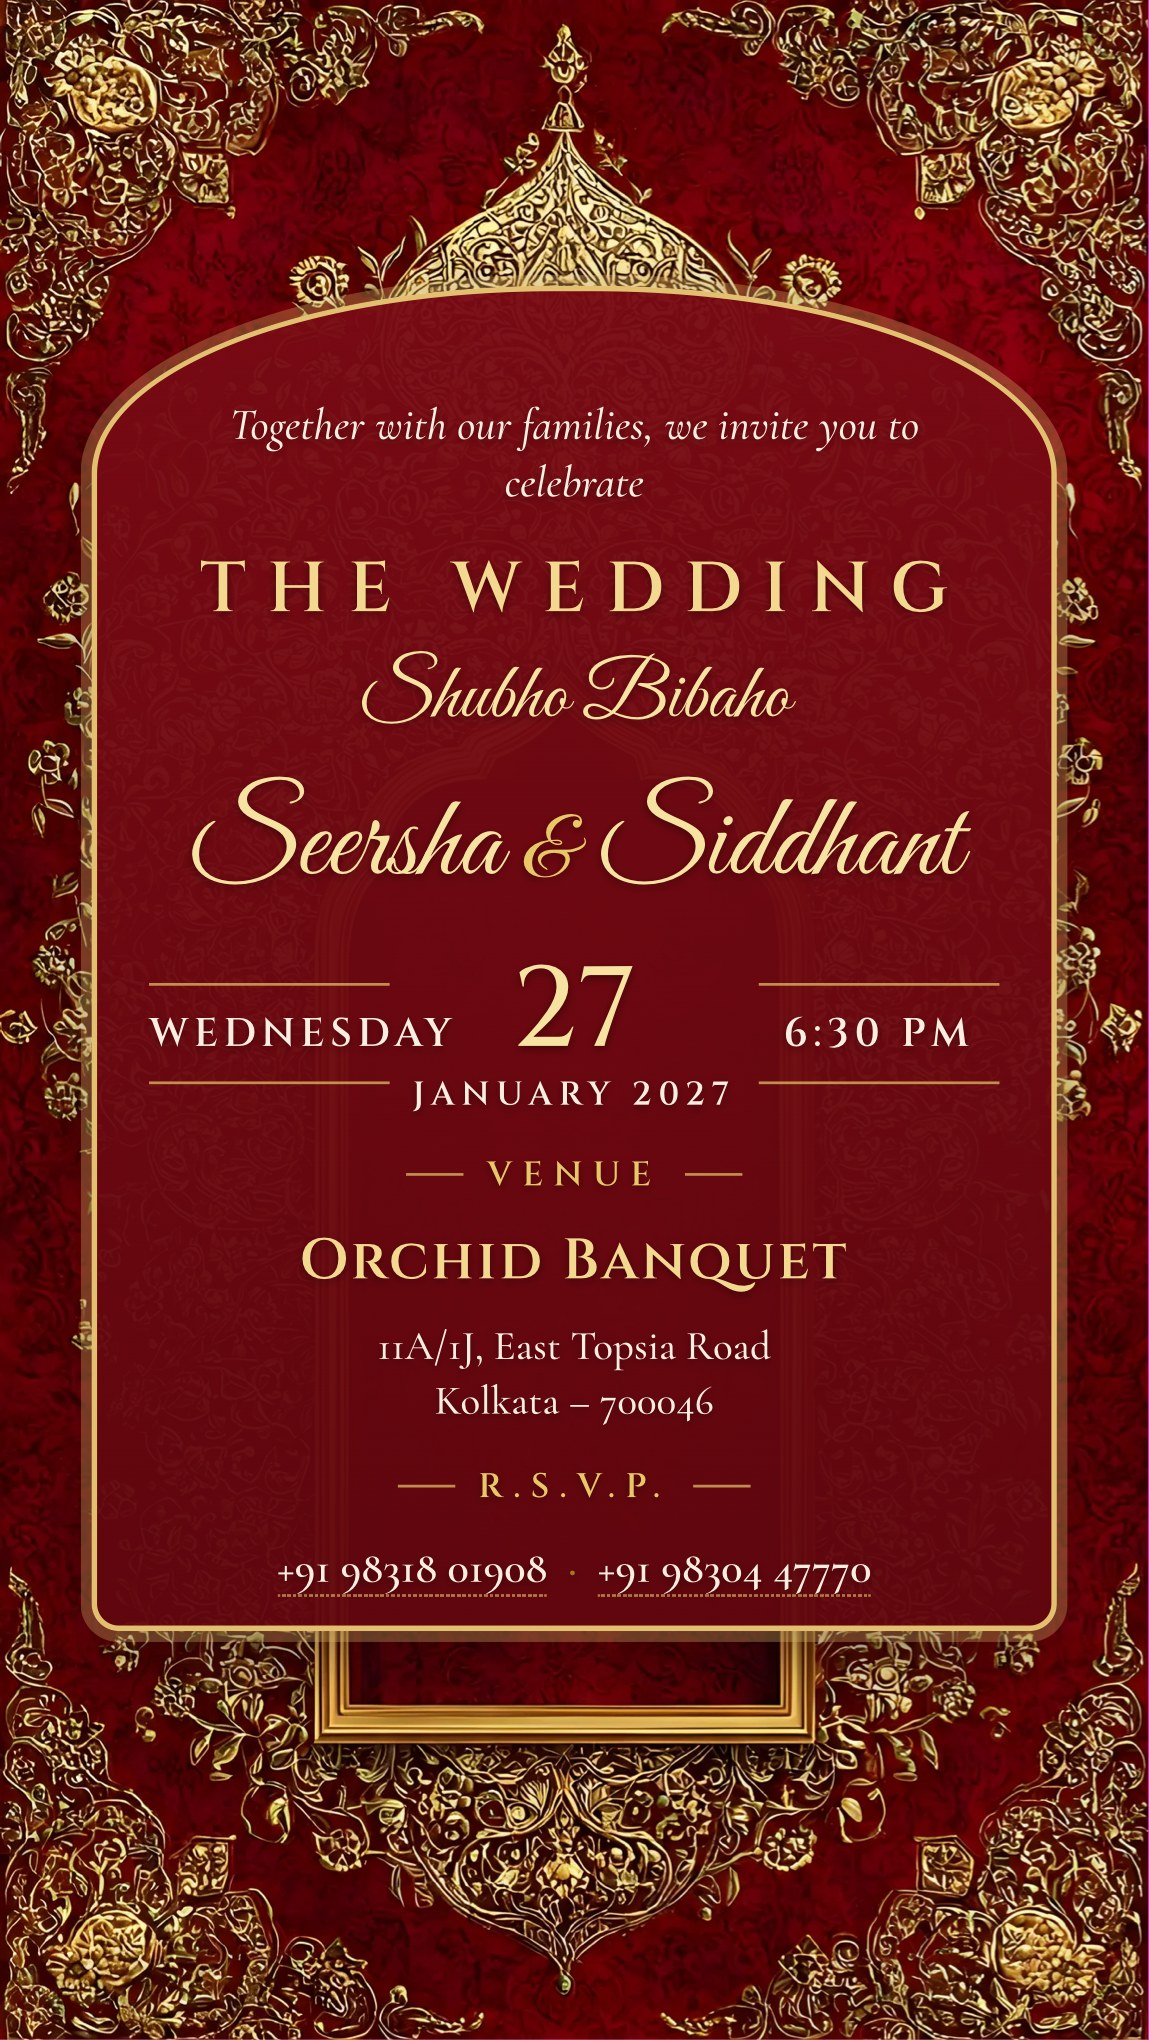 Together with our families, we invite you to
celebrate
THE WEDDING
Shubho Bibaho
Seersha & Siddhant
WEDNESDAY 27 6:30 PM
JANUARY 2027
VENUE
ORCHID BANQUET
11A/1J, East Topsia Road
Kolkata – 700046
R.S.V.P.
+91 98318 01908 · +91 98304 47770